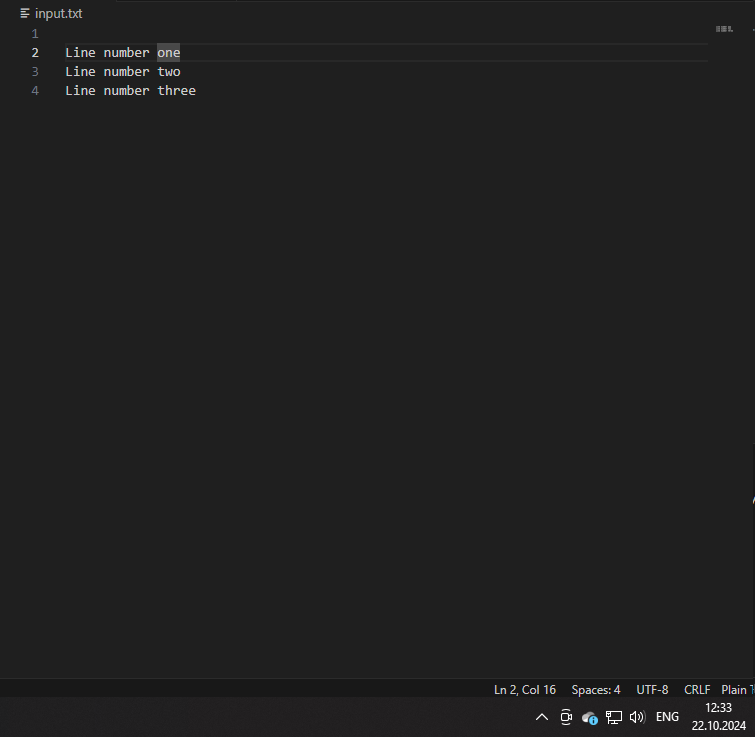 input.txt
1
2 Line number one
3 Line number two
4 Line number three
Ln 2, Col 16 Spaces: 4 UTF-8 CRLF Plain
ENG
12:33
22.10.2024